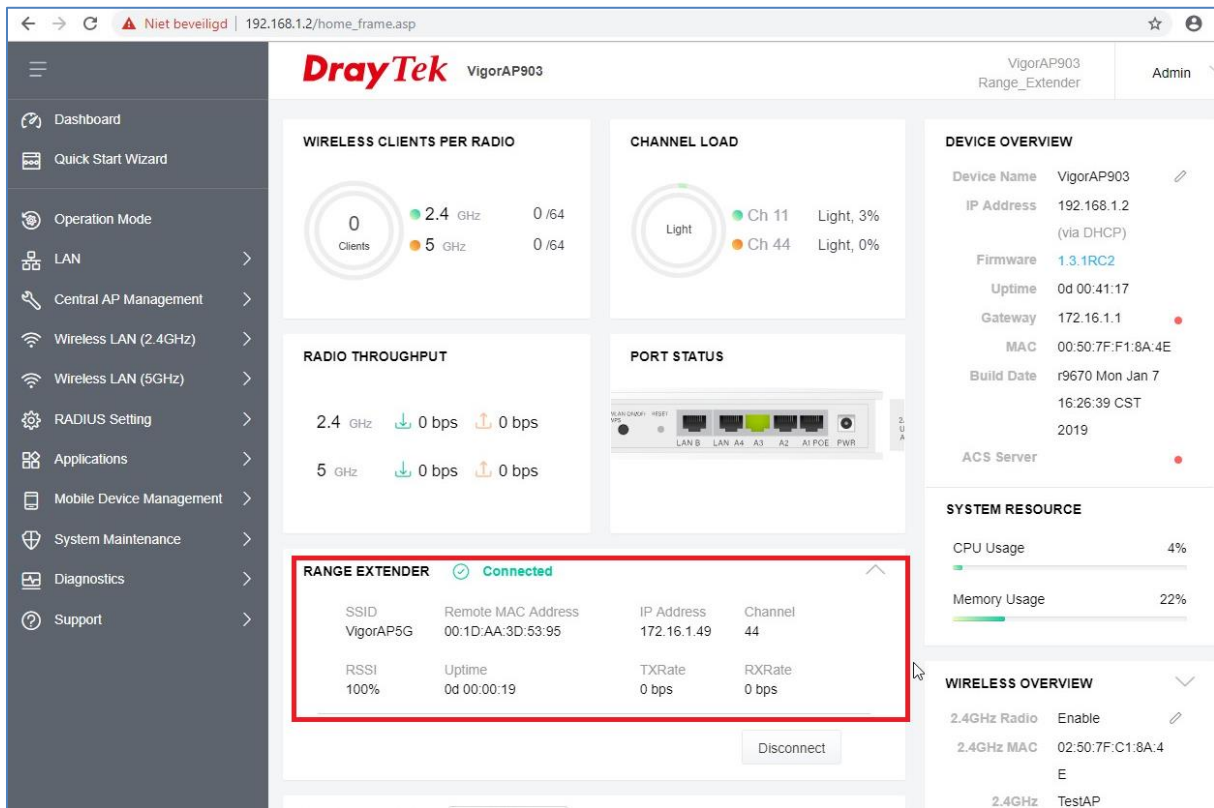 Niet beveiligd | 192.168.1.2/home_frame.asp
DrayTek VigorAP903
VigorAP903
Range_Extender
Admin
Dashboard
Quick Start Wizard
Operation Mode
LAN
Central AP Management
Wireless LAN (2.4GHz)
Wireless LAN (5GHz)
RADIUS Setting
Applications
Mobile Device Management
System Maintenance
Diagnostics
Support
WIRELESS CLIENTS PER RADIO
0
Clients
2.4 GHz 0 /64
5 GHz 0 /64
CHANNEL LOAD
Light
Ch 11 Light, 3%
Ch 44 Light, 0%
RADIO THROUGHPUT
2.4 GHz 0 bps 0 bps
5 GHz 0 bps 0 bps
PORT STATUS
RESET
LAN B LAN A4 A3 A2 A1 POE PWR
RANGE EXTENDER Connected
SSID Remote MAC Address IP Address Channel
VigorAP5G 00:1D:AA:3D:53:95 172.16.1.49 44
RSSI Uptime TXRate RXRate
100% 0d 00:00:19 0 bps 0 bps
Disconnect
DEVICE OVERVIEW
Device Name VigorAP903
IP Address 192.168.1.2
(via DHCP)
Firmware 1.3.1RC2
Uptime 0d 00:41:17
Gateway 172.16.1.1
MAC 00:50:7F:F1:8A:4E
Build Date r9670 Mon Jan 7
16:26:39 CST
2019
ACS Server
SYSTEM RESOURCE
CPU Usage 4%
Memory Usage 22%
WIRELESS OVERVIEW
2.4GHz Radio Enable
2.4GHz MAC 02:50:7F:C1:8A:4
E
2.4GHz TestAP